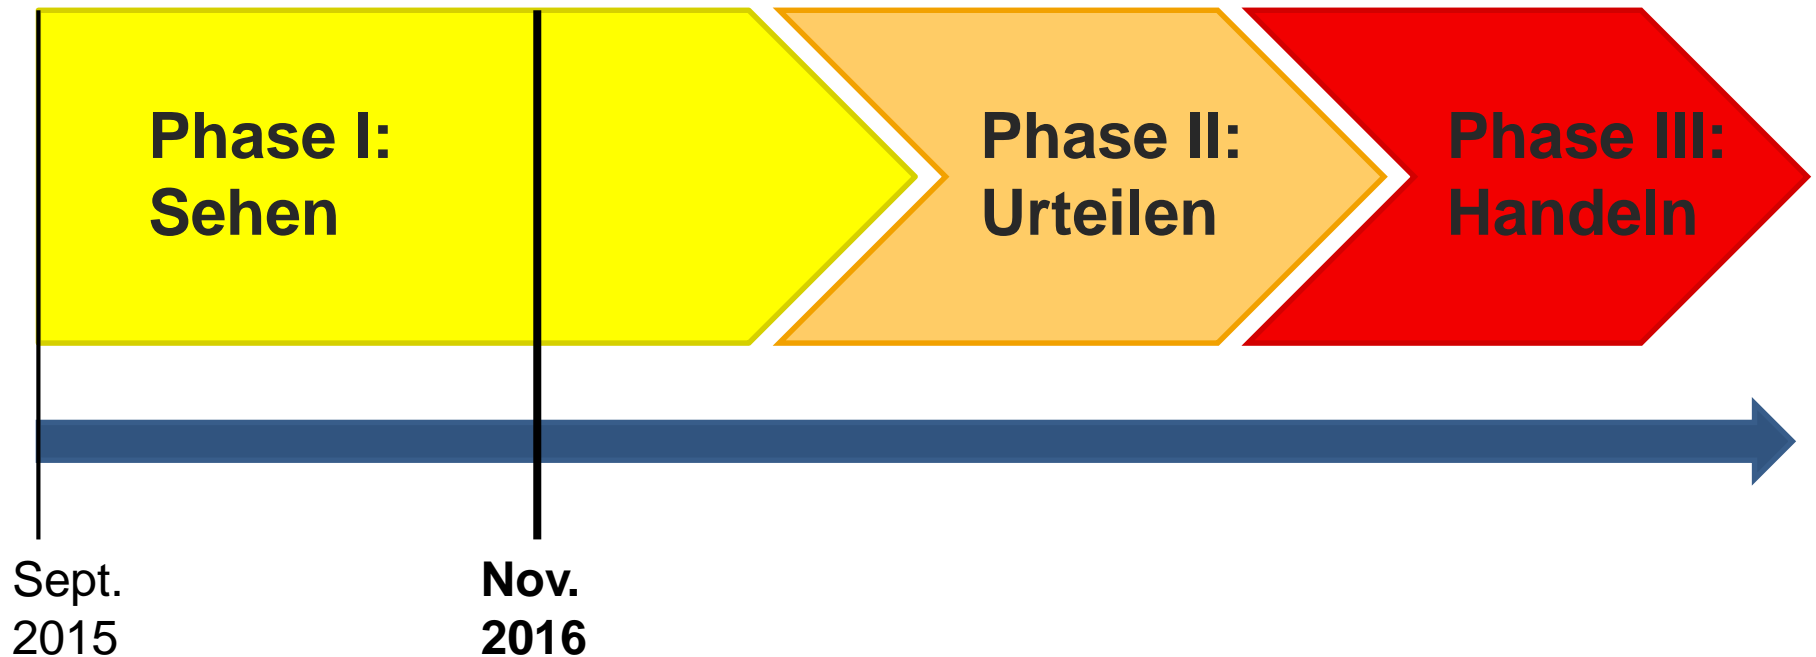 Phase I:
Sehen
Phase II:
Urteilen
Phase III:
Handeln
Sept.
2015
Nov.
2016